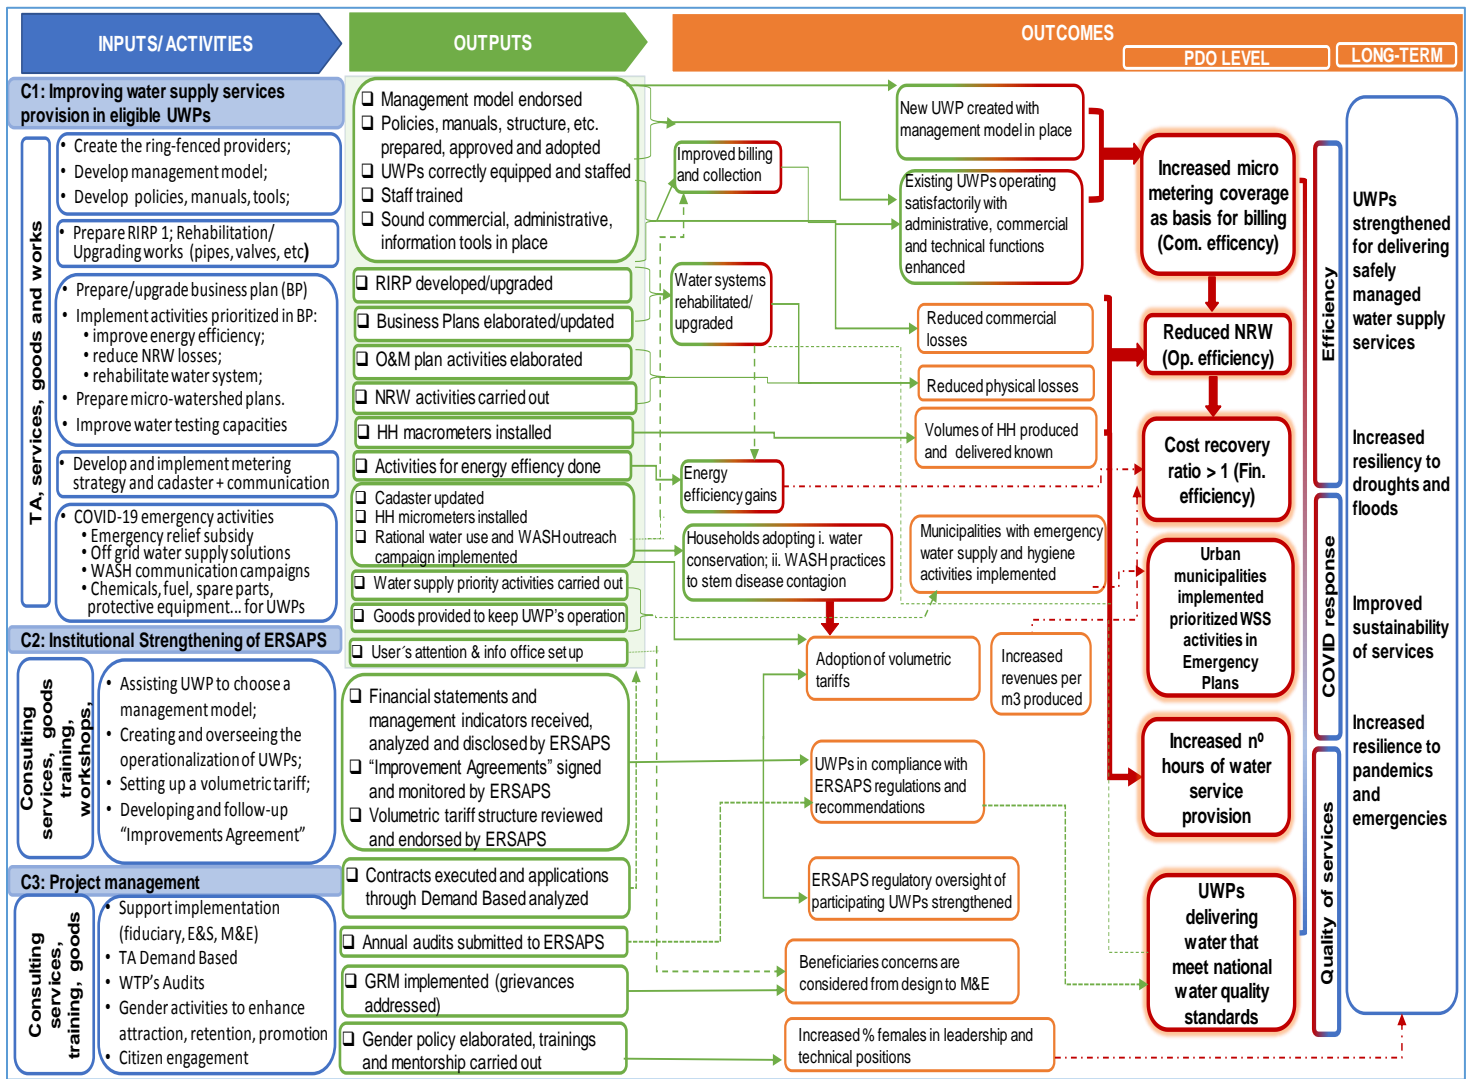 INPUTS/ ACTIVITIES
OUTPUTS
OUTCOMES
PDO LEVEL
LONG-TERM
C1: Improving water supply services
provision in eligible UWPs
TA, services, goods and works
• Create the ring-fenced providers;
• Develop management model;
• Develop policies, manuals, tools;
• Prepare RIRP 1; Rehabilitation/
Upgrading works (pipes, valves, etc)
• Prepare/upgrade business plan (BP)
• Implement activities prioritized in BP:
• improve energy efficiency;
• reduce NRW losses;
• rehabilitate water system;
• Prepare micro-watershed plans.
• Improve water testing capacities
• Develop and implement metering
strategy and cadaster + communication
• COVID-19 emergency activities
• Emergency relief subsidy
• Off grid water supply solutions
• WASH communication campaigns
• Chemicals, fuel, spare parts,
protective equipment... for UWPs
C2: Institutional Strengthening of ERSAPS
Consulting
services, goods
training,
workshops,
• Assisting UWP to choose a
management model;
• Creating and overseeing the
operationalization of UWPs;
• Setting up a volumetric tariff;
• Developing and follow-up
“Improvements Agreement”
C3: Project management
Consulting
services,
training, goods
• Support implementation
(fiduciary, E&S, M&E)
• TA Demand Based
• WTP's Audits
• Gender activities to enhance
attraction, retention, promotion
• Citizen engagement
❑ Management model endorsed
❑ Policies, manuals, structure, etc.
prepared, approved and adopted
❑ UWPs correctly equipped and staffed
❑ Staff trained
❑ Sound commercial, administrative,
information tools in place
❑ RIRP developed/upgraded
❑ Business Plans elaborated/updated
❑ O&M plan activities elaborated
❑ NRW activities carried out
❑ HH macrometers installed
❑ Activities for energy effiency done
❑ Cadaster updated
❑ HH micrometers installed
❑ Rational water use and WASH outreach
campaign implemented
❑ Water supply priority activities carried out
❑ Goods provided to keep UWP's operation
❑ User´s attention & info office set up
❑ Financial statements and
management indicators received,
analyzed and disclosed by ERSAPS
❑ “Improvement Agreements” signed
and monitored by ERSAPS
❑ Volumetric tariff structure reviewed
and endorsed by ERSAPS
❑ Contracts executed and applications
through Demand Based analyzed
❑ Annual audits submitted to ERSAPS
❑ GRM implemented (grievances
addressed)
❑ Gender policy elaborated, trainings
and mentorship carried out
Improved billing
and collection
Water systems
rehabilitated/
upgraded
Energy
efficiency gains
Households adopting i. water
conservation; ii. WASH practices
to stem disease contagion
New UWP created with
management model in place
Existing UWPs operating
satisfactorily with
administrative, commercial
and technical functions
enhanced
Reduced commercial
losses
Reduced physical losses
Volumes of HH produced
and delivered known
Municipalities with emergency
water supply and hygiene
activities implemented
Adoption of volumetric
tariffs
Increased
revenues per
m3 produced
UWPs in compliance with
ERSAPS regulations and
recommendations
ERSAPS regulatory oversight of
participating UWPs strengthened
Beneficiaries concerns are
considered from design to M&E
Increased % females in leadership and
technical positions
Increased micro
metering coverage
as basis for billing
(Com. efficency)
Reduced NRW
(Op. efficiency)
Cost recovery
ratio > 1 (Fin.
efficiency)
Urban
municipalities
implemented
prioritized WSS
activities in
Emergency
Plans
Increased nº
hours of water
service
provision
UWPs
delivering
water that
meet national
water quality
standards
Efficiency
COVID response
Quality of services
UWPs
strengthened
for delivering
safely
managed
water supply
services
Increased
resiliency to
droughts and
floods
Improved
sustainability
of services
Increased
resilience to
pandemics
and
emergencies